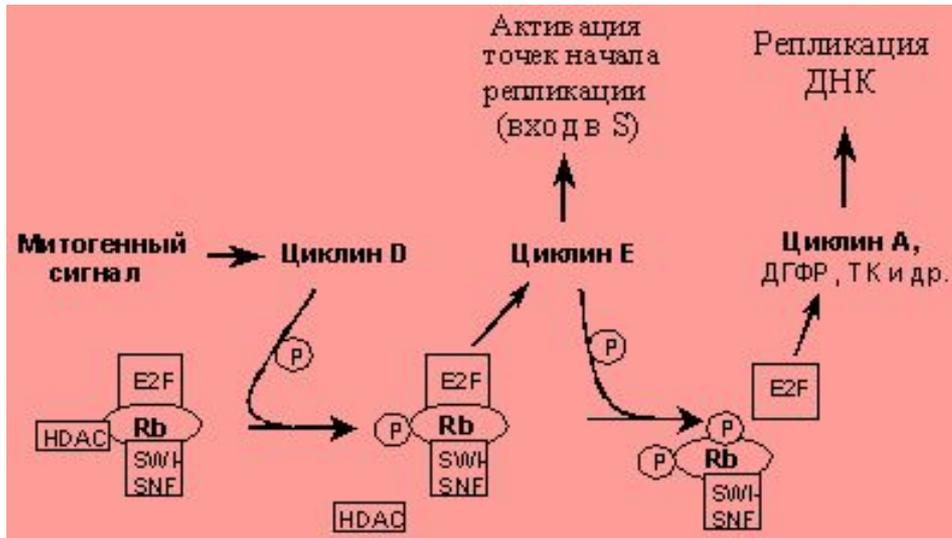 Активация
точек начала
репликации
(вход в S)
Репликация
ДНК
Митогенный
сигнал
Циклин D
Циклин E
Циклин A,
ДГФР, ТК и др.
P
P
E2F
HDAC
Rb
SWI-
SNF
E2F
P
Rb
SWI-
SNF
HDAC
E2F
P
P
Rb
SWI-
SNF